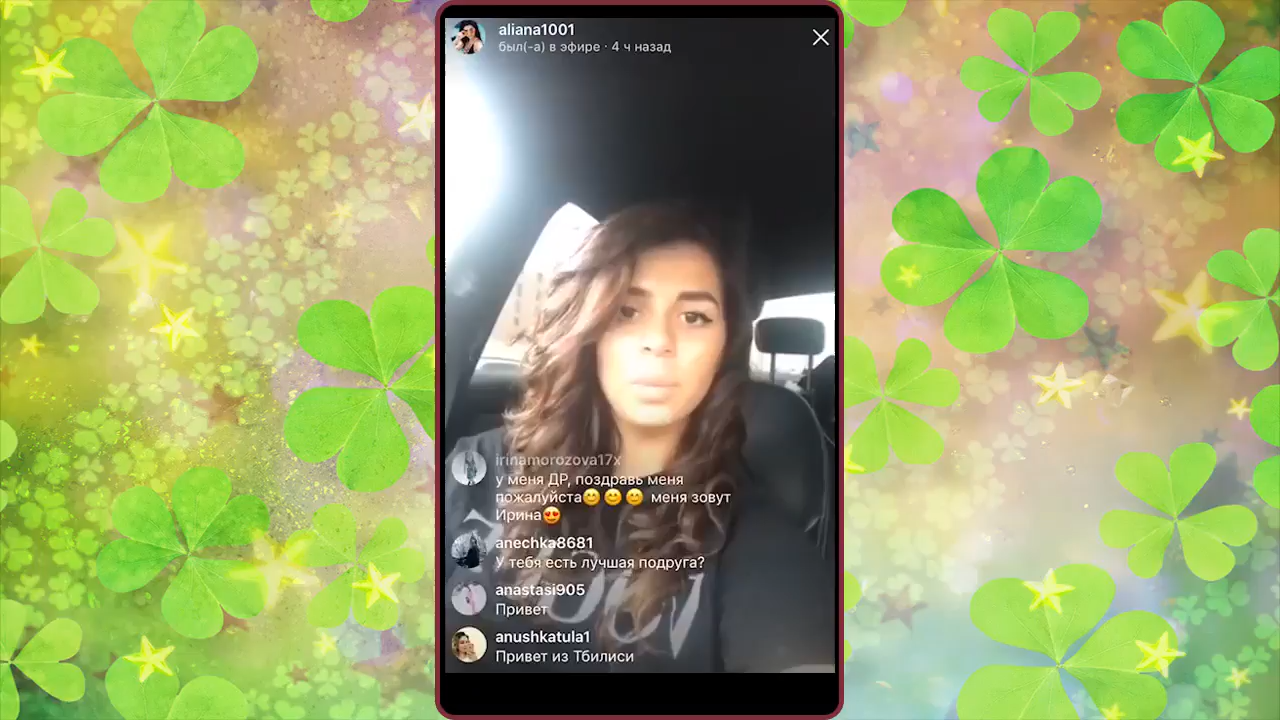 aliana1001
был(-а) в эфире · 4 ч назад
irinamorozova17x
у меня ДР, поздравь меня
пожалуйста😊😊😊 меня зовут
Ирина😍
anechka8681
У тебя есть лучшая подруга?
anastasi905
Привет
anushkatula1
Привет из Тбилиси